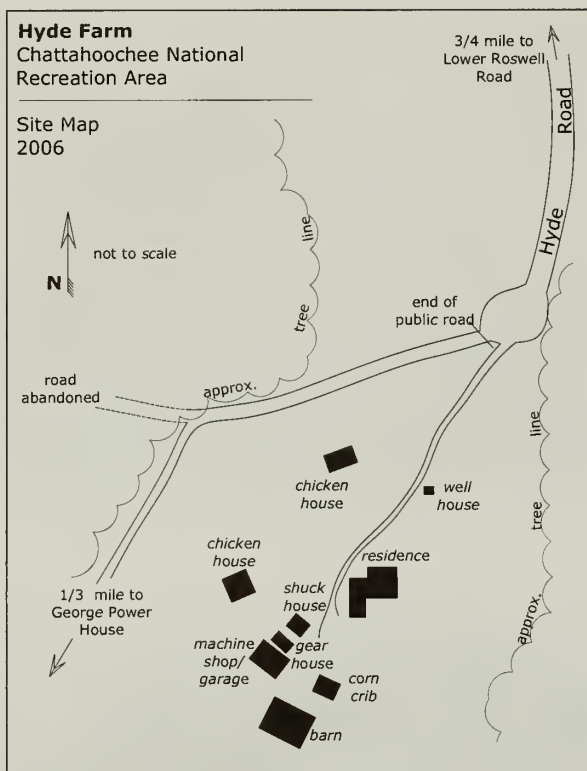 Hyde Farm
Chattahoochee National
Recreation Area
Site Map
2006
3/4 mile to
Lower Roswell
Road
Hyde Road
not to scale
N
tree line
end of
public road
approx.
road
abandoned
chicken
house
well
house
chicken
house
residence
shuck
house
1/3 mile to
George Power
House
machine
shop/
garage
gear
house
corn
crib
barn
approx. tree line